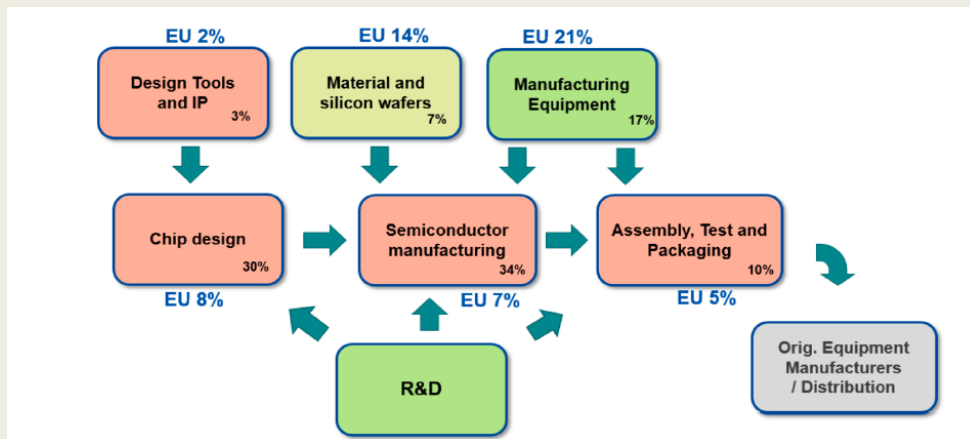 EU 2%
EU 14%
EU 21%
Design Tools
and IP
3%
Material and
silicon wafers
7%
Manufacturing
Equipment
17%
Chip design
30%
Semiconductor
manufacturing
34%
Assembly, Test and
Packaging
10%
EU 8%
EU 7%
EU 5%
R&D
Orig. Equipment
Manufacturers
/ Distribution